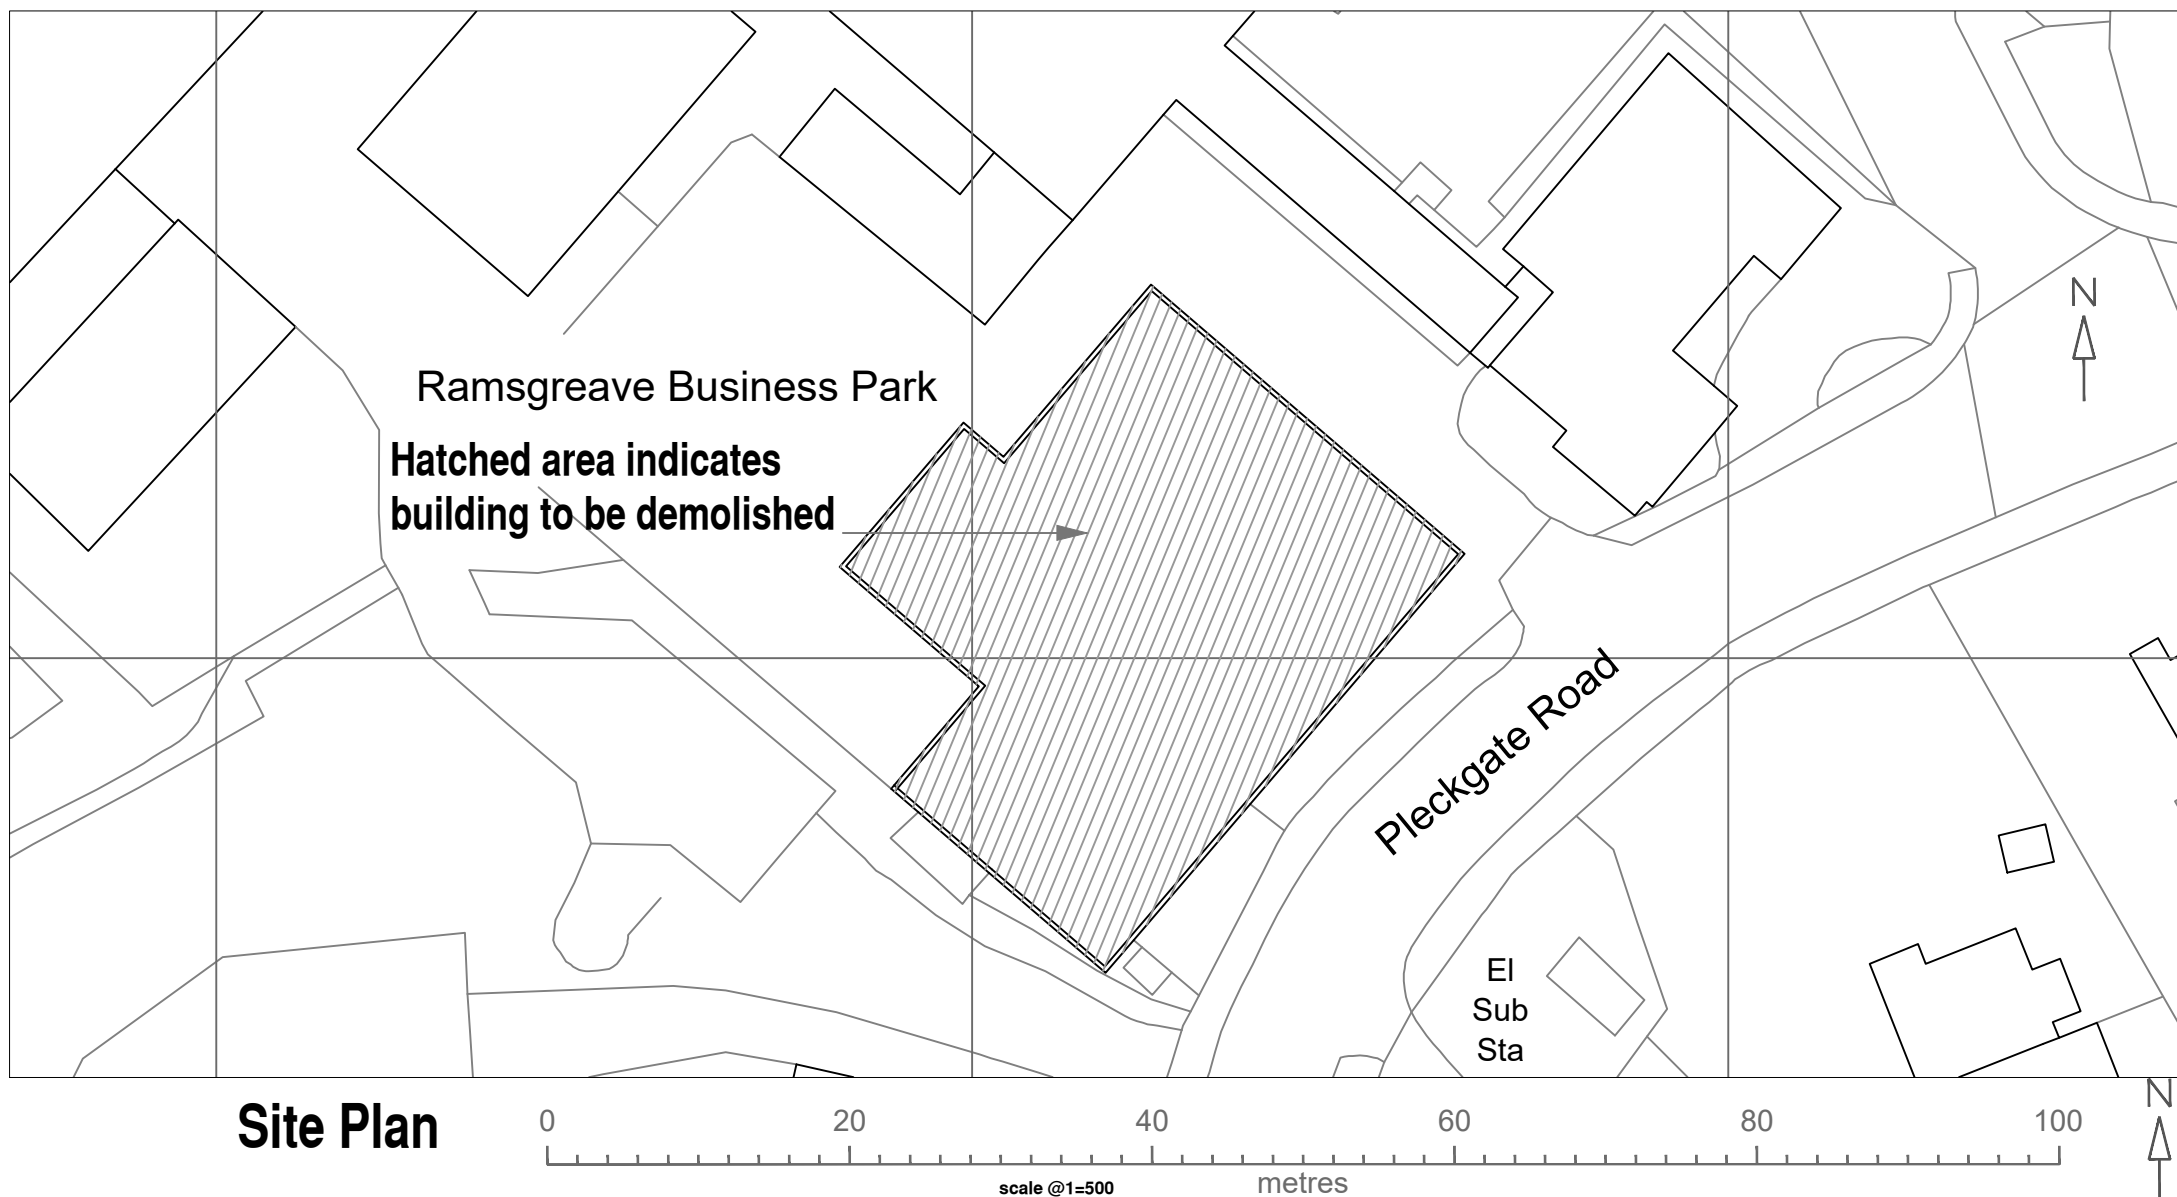 N
Ramsgreave Business Park
Hatched area indicates
building to be demolished
Pleckgate Road
El
Sub
Sta
N
Site Plan
0 20 40 60 80 100
metres
scale @1=500